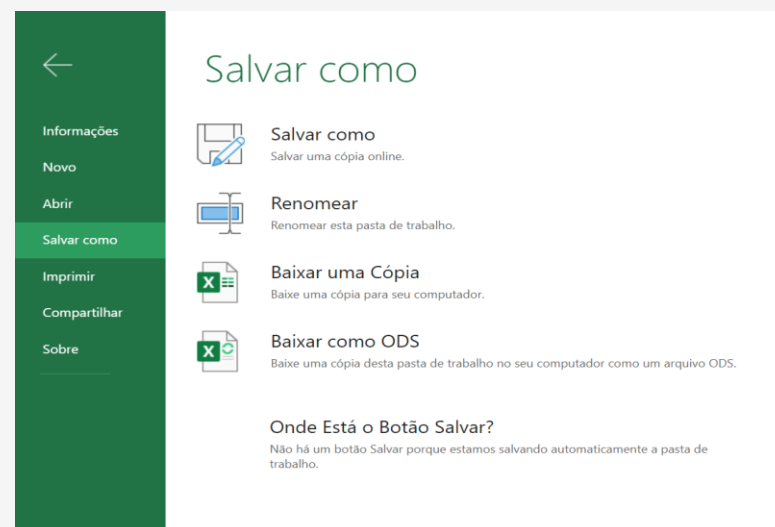 Salvar como
Informações
Novo
Abrir
Salvar como
Imprimir
Compartilhar
Sobre
Salvar como
Salvar uma cópia online.
Renomear
Renomear esta pasta de trabalho.
Baixar uma Cópia
Baixe uma cópia para seu computador.
Baixar como ODS
Baixe uma cópia desta pasta de trabalho no seu computador como um arquivo ODS.
Onde Está o Botão Salvar?
Não há um botão Salvar porque estamos salvando automaticamente a pasta de
trabalho.